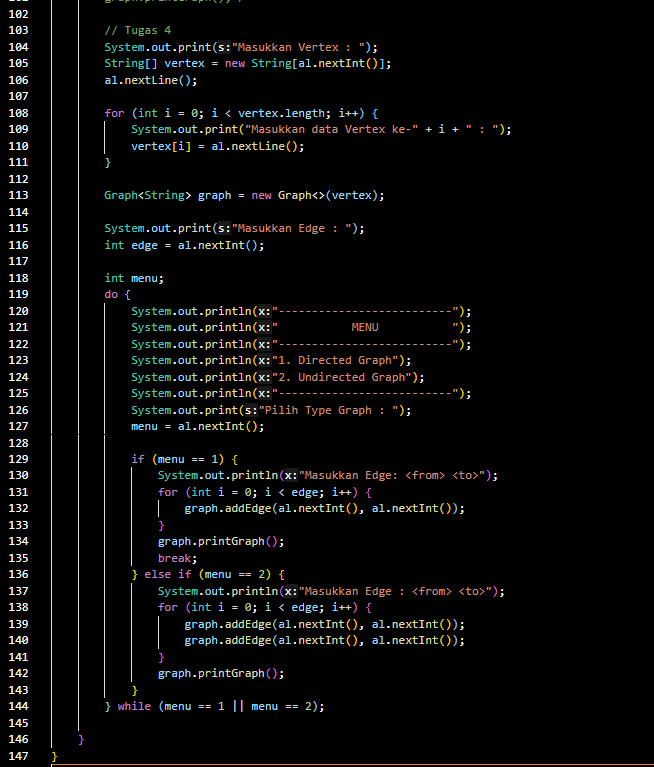 102
103 // Tugas 4
104 System.out.print(s:"Masukkan Vertex : ");
105 String[] vertex = new String[al.nextInt()];
106 al.nextLine();
107
108 for (int i = 0; i < vertex.length; i++) {
109 System.out.print("Masukkan data Vertex ke-" + i + " : ");
110 vertex[i] = al.nextLine();
111 }
112
113 Graph<String> graph = new Graph<>(vertex);
114
115 System.out.print(s:"Masukkan Edge : ");
116 int edge = al.nextInt();
117
118 int menu;
119 do {
120 System.out.println(x:"--------------------------");
121 System.out.println(x:"           MENU           ");
122 System.out.println(x:"--------------------------");
123 System.out.println(x:"1. Directed Graph");
124 System.out.println(x:"2. Undirected Graph");
125 System.out.println(x:"--------------------------");
126 System.out.print(s:"Pilih Type Graph : ");
127 menu = al.nextInt();
128
129 if (menu == 1) {
130 System.out.println(x:"Masukkan Edge: <from> <to>");
131 for (int i = 0; i < edge; i++) {
132 graph.addEdge(al.nextInt(), al.nextInt());
133 }
134 graph.printGraph();
135 break;
136 } else if (menu == 2) {
137 System.out.println(x:"Masukkan Edge : <from> <to>");
138 for (int i = 0; i < edge; i++) {
139 graph.addEdge(al.nextInt(), al.nextInt());
140 graph.addEdge(al.nextInt(), al.nextInt());
141 }
142 graph.printGraph();
143 }
144 } while (menu == 1 || menu == 2);
145
146 }
147 }